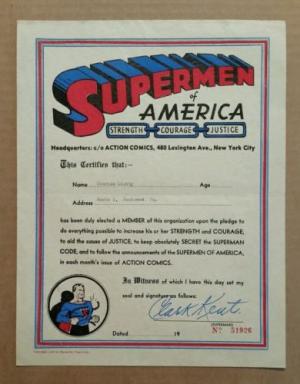 SUPERMEN
of
AMERICA
STRENGTH COURAGE JUSTICE
Headquarters: c/o ACTION COMICS, 480 Lexington Ave., New York City
This Certifies that:—
Name Age
Address
has been duly elected a MEMBER of this organization upon the pledge to
do everything possible to increase his or her STRENGTH and COURAGE,
to aid the cause of JUSTICE, to keep absolutely SECRET the SUPERMAN
CODE, and to follow the announcements of the SUPERMEN OF AMERICA,
in each month's issue of ACTION COMICS.
In Witness of which I have this day set my
seal and signature as follows:
Clark Kent
(SUPERMAN)
Dated 19 No 51926